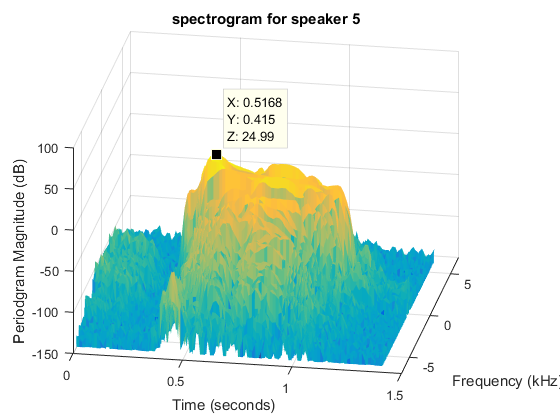 spectrogram for speaker 5
X: 0.5168
Y: 0.415
Z: 24.99
Periodgram Magnitude (dB)
100
50
0
-50
-100
-150
0
0.5
1
1.5
Time (seconds)
5
0
-5
Frequency (kHz)